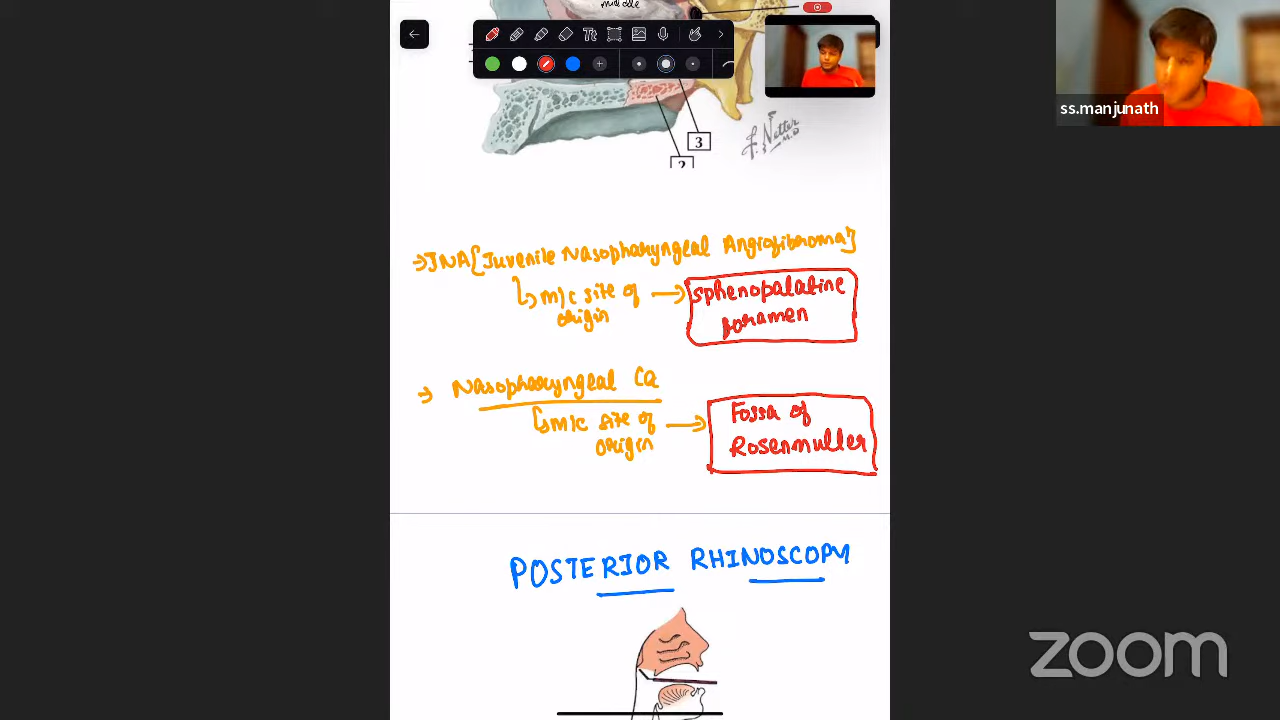 middle
Tt
ss.manjunath
F. Netter
M.D
3
2
→ JNA [Juvenile Nasopharyngeal Angiofibroma]
↳ M/C site of origin → Sphenopalatine foramen
→ Nasopharyngeal Ca
↳ M/C site of origin → Fossa of Rosenmuller
POSTERIOR RHINOSCOPY
zoom